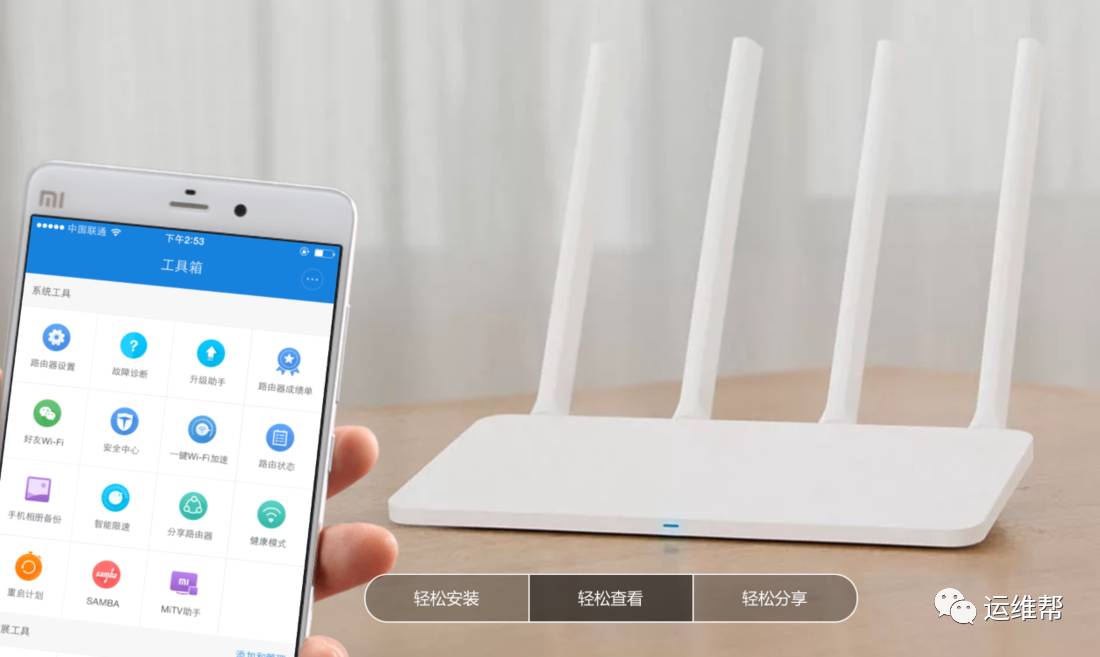 MI
中国联通
下午2:53
工具箱
系统工具
路由器设置
故障诊断
升级助手
路由器成绩单
好友Wi-Fi
安全中心
一键Wi-Fi加速
路由状态
手机相册备份
智能限速
分享路由器
健康模式
重启计划
samba
SAMBA
MI
MiTV助手
展工具
轻松安装
轻松查看
轻松分享
运维帮